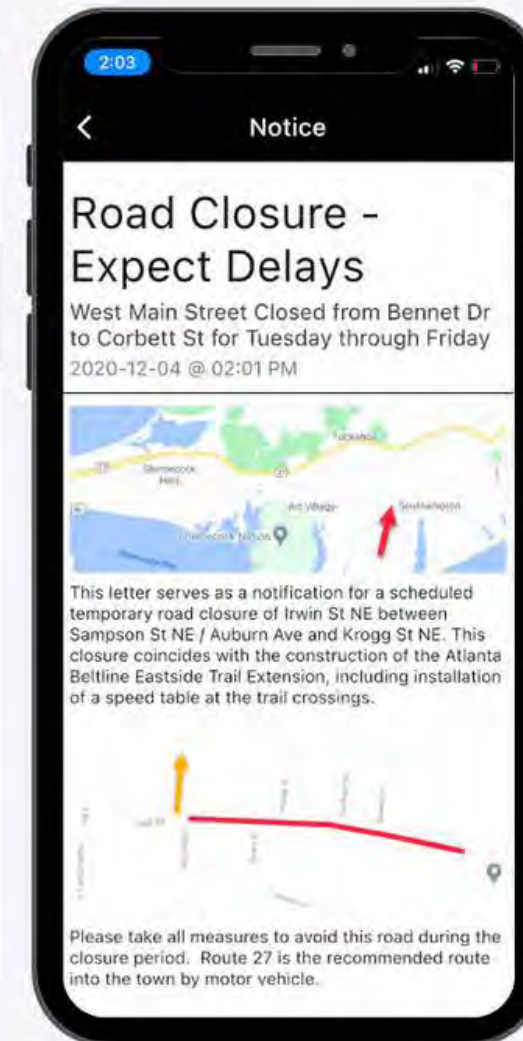 2:03
Notice
Road Closure -
Expect Delays
West Main Street Closed from Bennet Dr
to Corbett St for Tuesday through Friday
2020-12-04 @ 02:01 PM
Tuckahoe
Shinnecock
Hills
Art Village
Southampton
Shinnecock Nation
This letter serves as a notification for a scheduled
temporary road closure of Irwin St NE between
Sampson St NE / Auburn Ave and Krogg St NE. This
closure coincides with the construction of the Atlanta
Beltline Eastside Trail Extension, including installation
of a speed table at the trail crossings.
Please take all measures to avoid this road during the
closure period. Route 27 is the recommended route
into the town by motor vehicle.